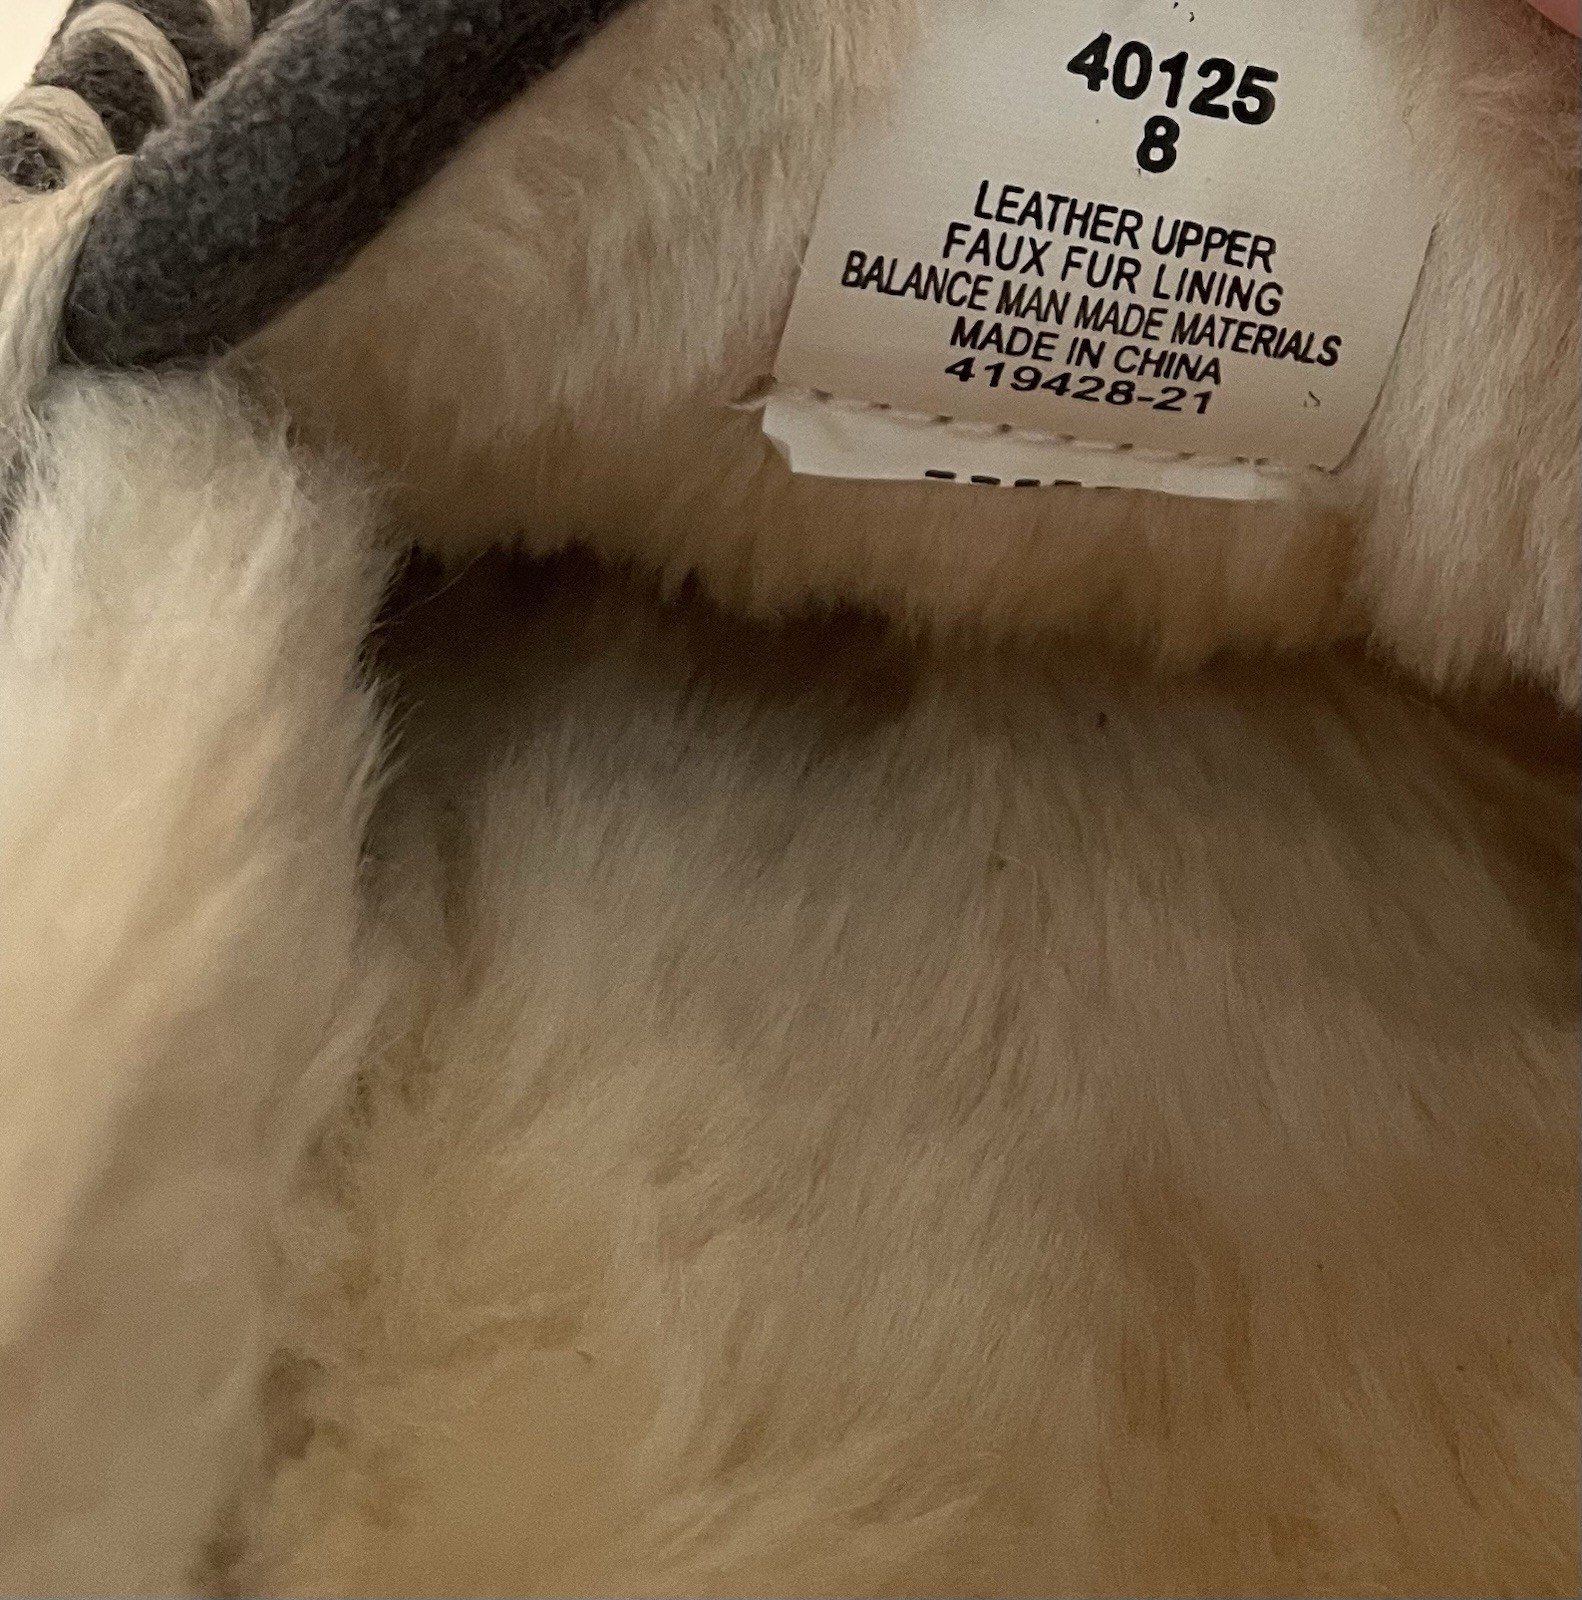 40125
8
LEATHER UPPER
FAUX FUR LINING
BALANCE MAN MADE MATERIALS
MADE IN CHINA
419428-21